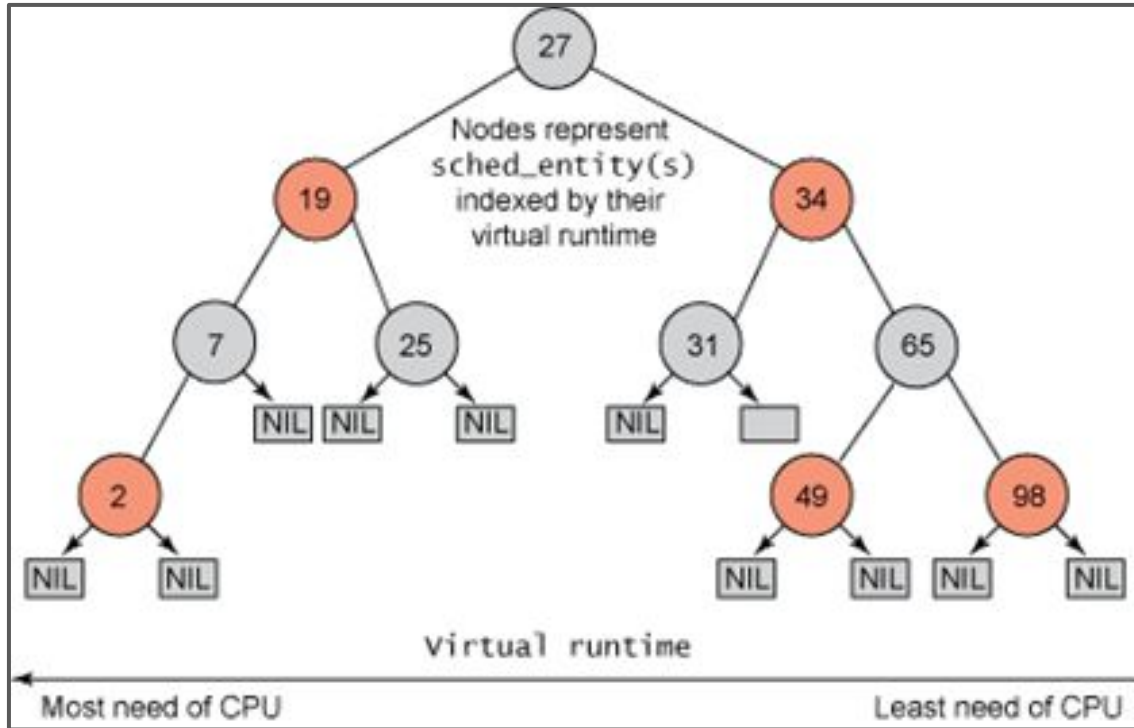 27
Nodes represent
sched_entity(s)
indexed by their
virtual runtime
19
34
7
25
31
65
NIL
NIL
NIL
NIL
2
49
98
NIL
NIL
NIL
NIL
NIL
NIL
Virtual runtime
Most need of CPU
Least need of CPU